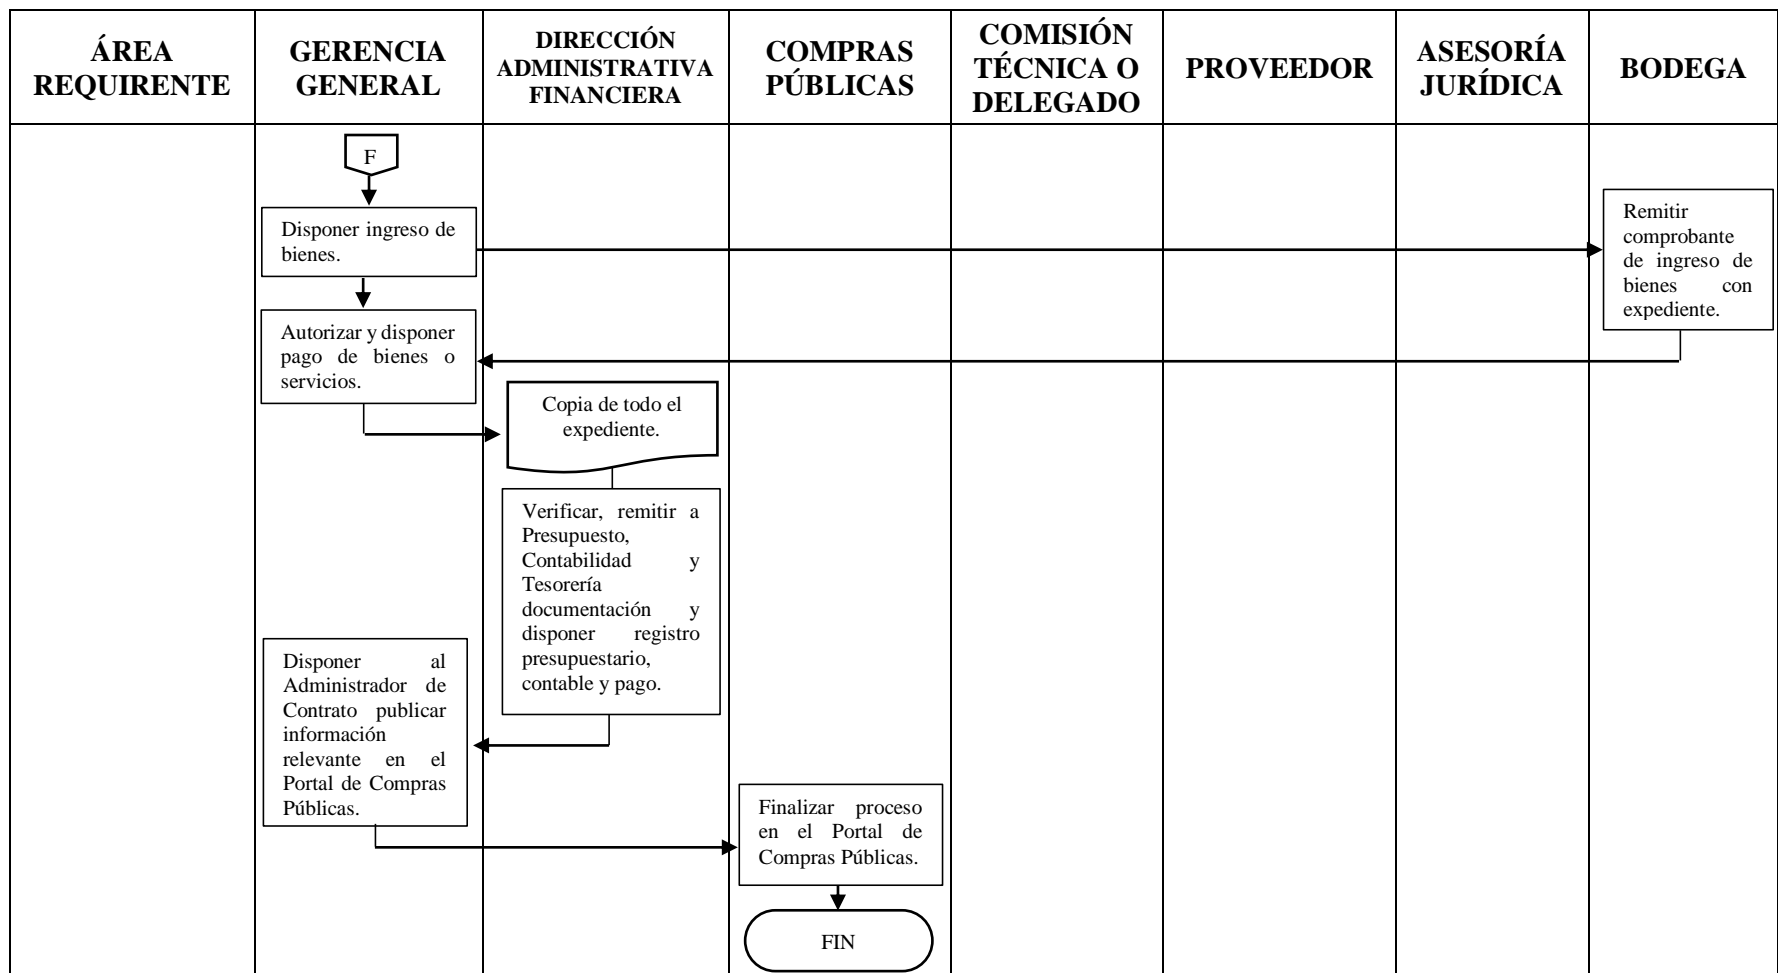 ÁREA
REQUIRENTE
GERENCIA
GENERAL
DIRECCIÓN
ADMINISTRATIVA
FINANCIERA
COMPRAS
PÚBLICAS
COMISIÓN
TÉCNICA O
DELEGADO
PROVEEDOR
ASESORÍA
JURÍDICA
BODEGA
F
Disponer ingreso de
bienes.
Remitir
comprobante
de ingreso de
bienes con
expediente.
Autorizar y disponer
pago de bienes o
servicios.
Copia de todo el
expediente.
Verificar, remitir a
Presupuesto,
Contabilidad y
Tesorería
documentación y
disponer registro
presupuestario,
contable y pago.
Disponer al
Administrador de
Contrato publicar
información
relevante en el
Portal de Compras
Públicas.
Finalizar proceso
en el Portal de
Compras Públicas.
FIN